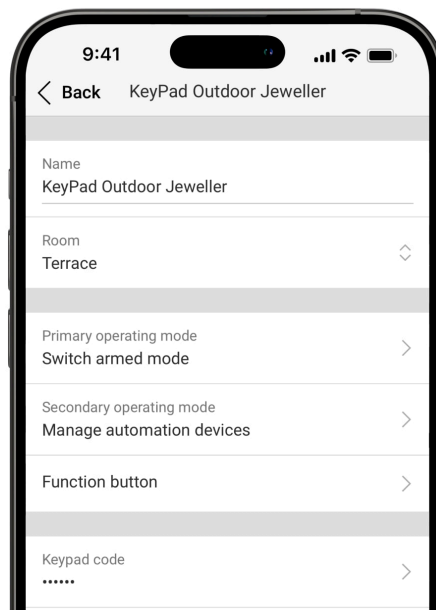 9:41
Back KeyPad Outdoor Jeweller
Name
KeyPad Outdoor Jeweller
Room
Terrace
Primary operating mode
Switch armed mode
Secondary operating mode
Manage automation devices
Function button
Keypad code
••••••